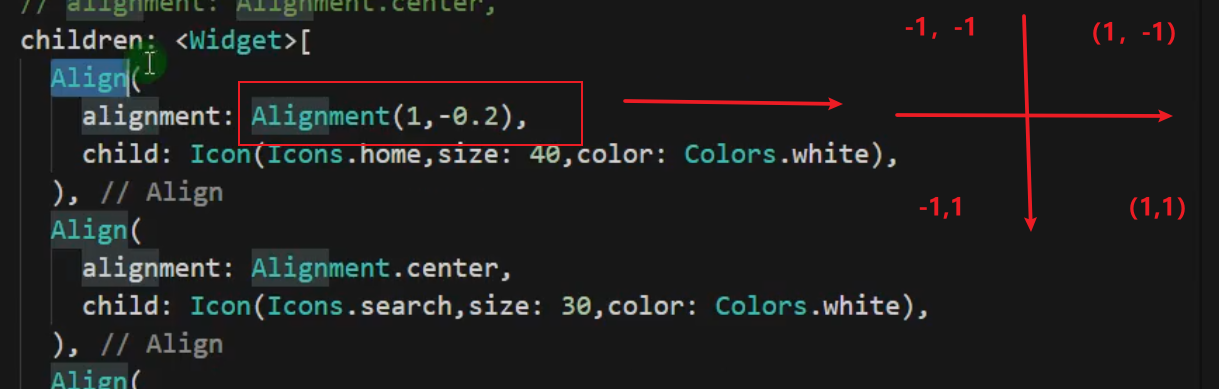 // alignment: Alignment.center,
children: <Widget>[
Align(
alignment: Alignment(1,-0.2),
child: Icon(Icons.home,size: 40,color: Colors.white),
), // Align
Align(
alignment: Alignment.center,
child: Icon(Icons.search,size: 30,color: Colors.white),
), // Align
Align(
-1, -1
(1, -1)
-1,1
(1,1)